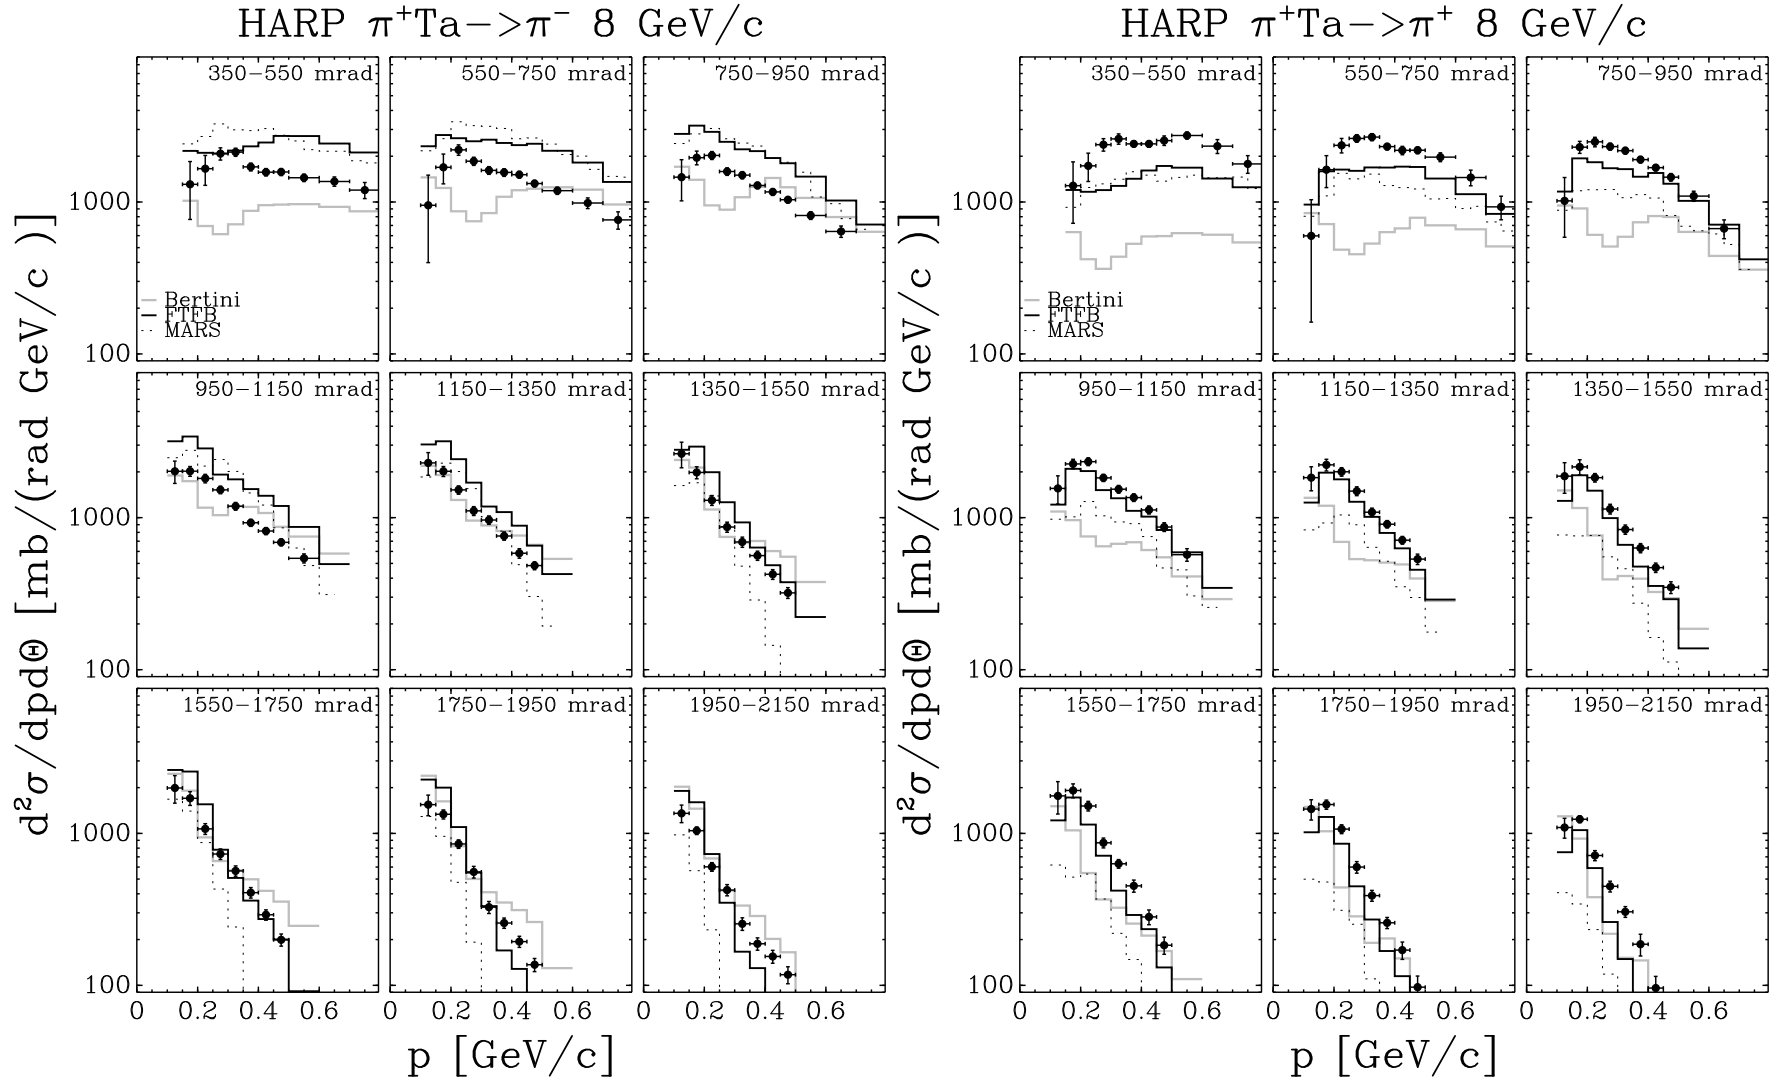 HARP π⁺Ta−>π⁻ 8 GeV/c
350−550 mrad
550−750 mrad
750−950 mrad
1000
100
Bertini
FTFB
MARS
950−1150 mrad
1150−1350 mrad
1350−1550 mrad
1000
100
1550−1750 mrad
1750−1950 mrad
1950−2150 mrad
1000
100
0 0.2 0.4 0.6 0 0.2 0.4 0.6 0 0.2 0.4 0.6
p [GeV/c]
d²σ/dpdΘ [mb/(rad GeV/c )]
HARP π⁺Ta−>π⁺ 8 GeV/c
350−550 mrad
550−750 mrad
750−950 mrad
1000
100
Bertini
FTFB
MARS
950−1150 mrad
1150−1350 mrad
1350−1550 mrad
1000
100
1550−1750 mrad
1750−1950 mrad
1950−2150 mrad
1000
100
0 0.2 0.4 0.6 0 0.2 0.4 0.6 0 0.2 0.4 0.6
p [GeV/c]
d²σ/dpdΘ [mb/(rad GeV/c )]